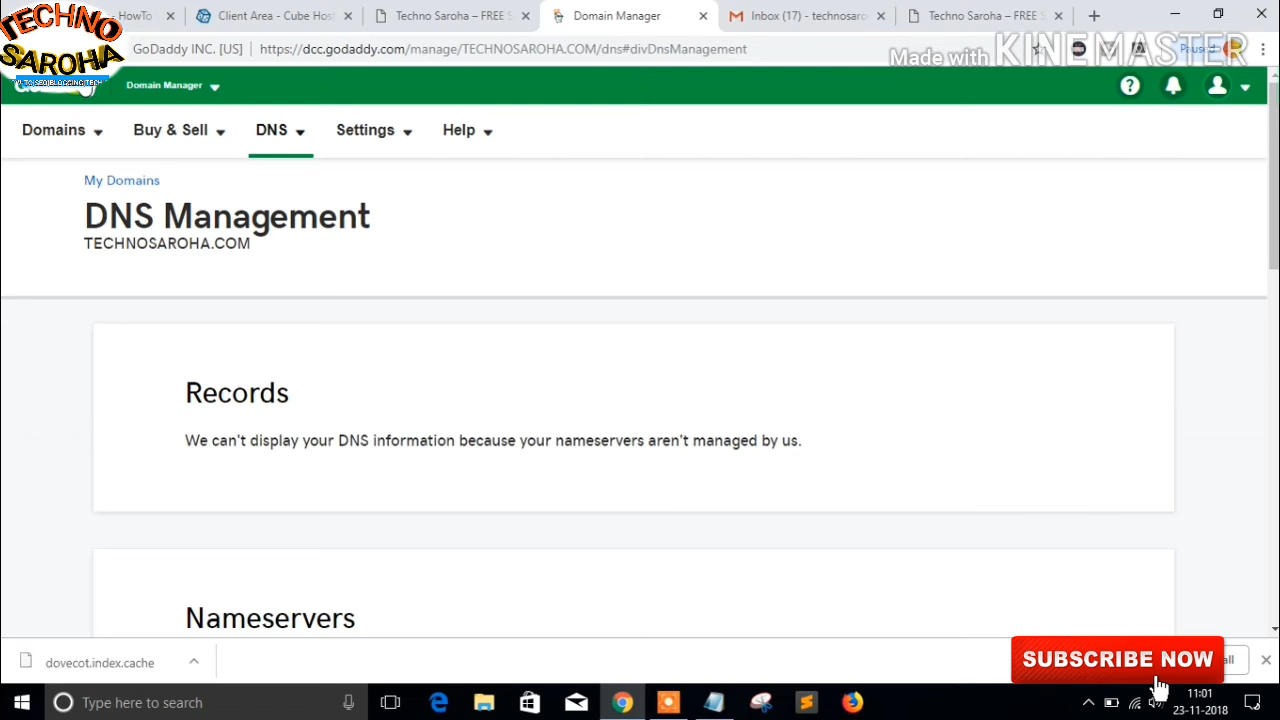 - HowTo
Client Area - Cube Host
Techno Saroha – FREE S
Domain Manager
Inbox (17) - technosaro
Techno Saroha – FREE S
TECHNO
SAROHA
GoDaddy INC. [US]
https://dcc.godaddy.com/manage/TECHNOSAROHA.COM/dns#divDnsManagement
Made with KINEMASTER
Paused
Domain Manager
Domains
Buy & Sell
DNS
Settings
Help
My Domains
DNS Management
TECHNOSAROHA.COM
Records
We can't display your DNS information because your nameservers aren't managed by us.
Nameservers
dovecot.index.cache
SUBSCRIBE NOW
all
Type here to search
11:01
23-11-2018